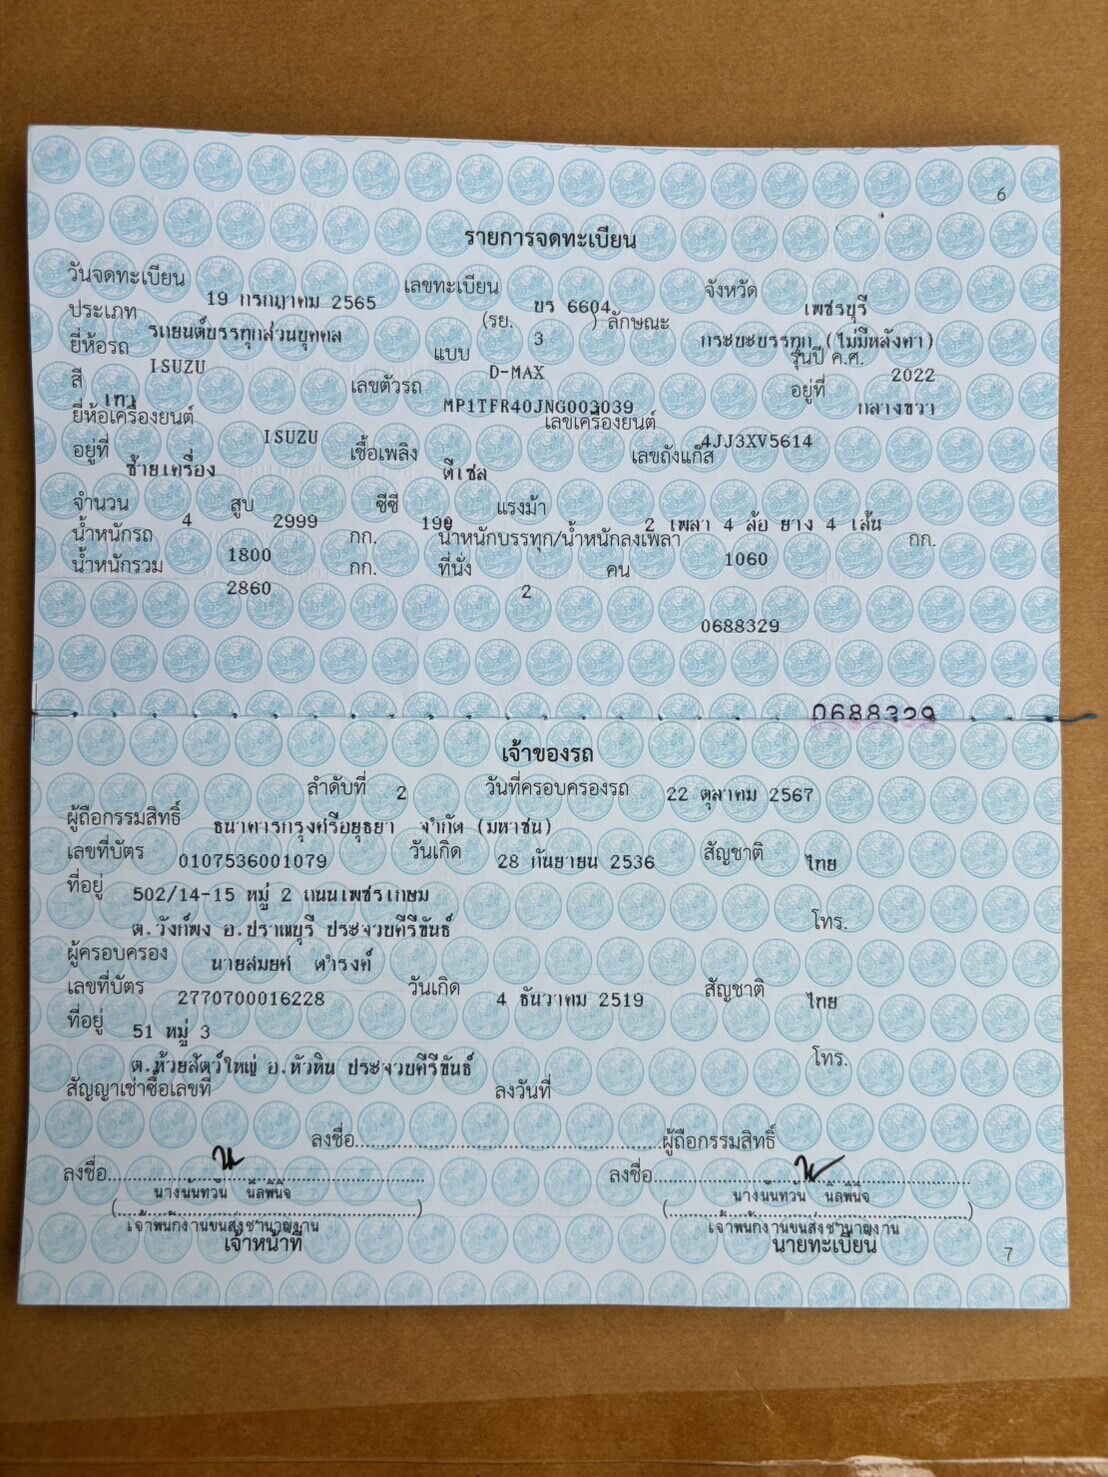 6
รายการจดทะเบียน
วันจดทะเบียน 19 กรกฎาคม 2565 เลขทะเบียน บร 6604 จังหวัด เพชรบุรี
ประเภท รถยนต์บรรทุกส่วนบุคคล (รย. 3 ) ลักษณะ กระบะบรรทุก (ไม่มีหลังคา)
ยี่ห้อรถ ISUZU แบบ D-MAX รุ่นปี ค.ศ. 2022
สี เทา เลขตัวรถ MP1TFR40JNG003039 อยู่ที่ กลางขวา
ยี่ห้อเครื่องยนต์ ISUZU เลขเครื่องยนต์ 4JJ3XV5614
อยู่ที่ ซ้ายเครื่อง เชื้อเพลิง ดีเซล เลขถังแก๊ส
จำนวน 4 สูบ 2999 ซีซี 190 แรงม้า 2 เพลา 4 ล้อ ยาง 4 เส้น
น้ำหนักรถ 1800 กก. น้ำหนักบรรทุก/น้ำหนักลงเพลา 1060 กก.
น้ำหนักรวม 2860 กก. ที่นั่ง 2 คน
0688329
0688329
เจ้าของรถ
ลำดับที่ 2 วันที่ครอบครองรถ 22 ตุลาคม 2567
ผู้ถือกรรมสิทธิ์ ธนาคารกรุงศรีอยุธยา จำกัด (มหาชน)
เลขที่บัตร 0107536001079 วันเกิด 28 กันยายน 2536 สัญชาติ ไทย
ที่อยู่ 502/14-15 หมู่ 2 ถนนเพชรเกษม
ต.วังก์พง อ.ปราณบุรี ประจวบคีรีขันธ์ โทร.
ผู้ครอบครอง นายสมยศ ดำรงค์
เลขที่บัตร 2770700016228 วันเกิด 4 ธันวาคม 2519 สัญชาติ ไทย
ที่อยู่ 51 หมู่ 3
ต.ห้วยสัตว์ใหญ่ อ.หัวหิน ประจวบคีรีขันธ์ โทร.
สัญญาเช่าซื้อเลขที่ ลงวันที่
ลงชื่อ....................ผู้ถือกรรมสิทธิ์
ลงชื่อ.................... ลงชื่อ....................
(นางนันทวัน นิลพินิจ) (นางนันทวัน นิลพินิจ)
เจ้าพนักงานขนส่งชำนาญงาน เจ้าพนักงานขนส่งชำนาญงาน
เจ้าหน้าที่ นายทะเบียน
7